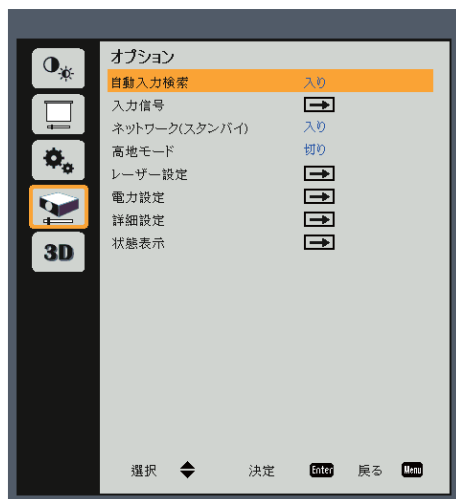 オプション
自動入力検索 入り
入力信号
ネットワーク(スタンバイ) 入り
高地モード 切り
レーザー設定
電力設定
詳細設定
状態表示
3D
選択 決定 Enter 戻る Menu